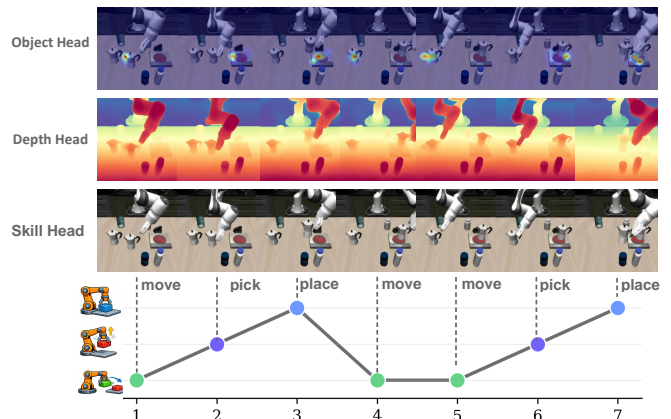 Object Head
Depth Head
Skill Head
move pick place move move pick place
1 2 3 4 5 6 7